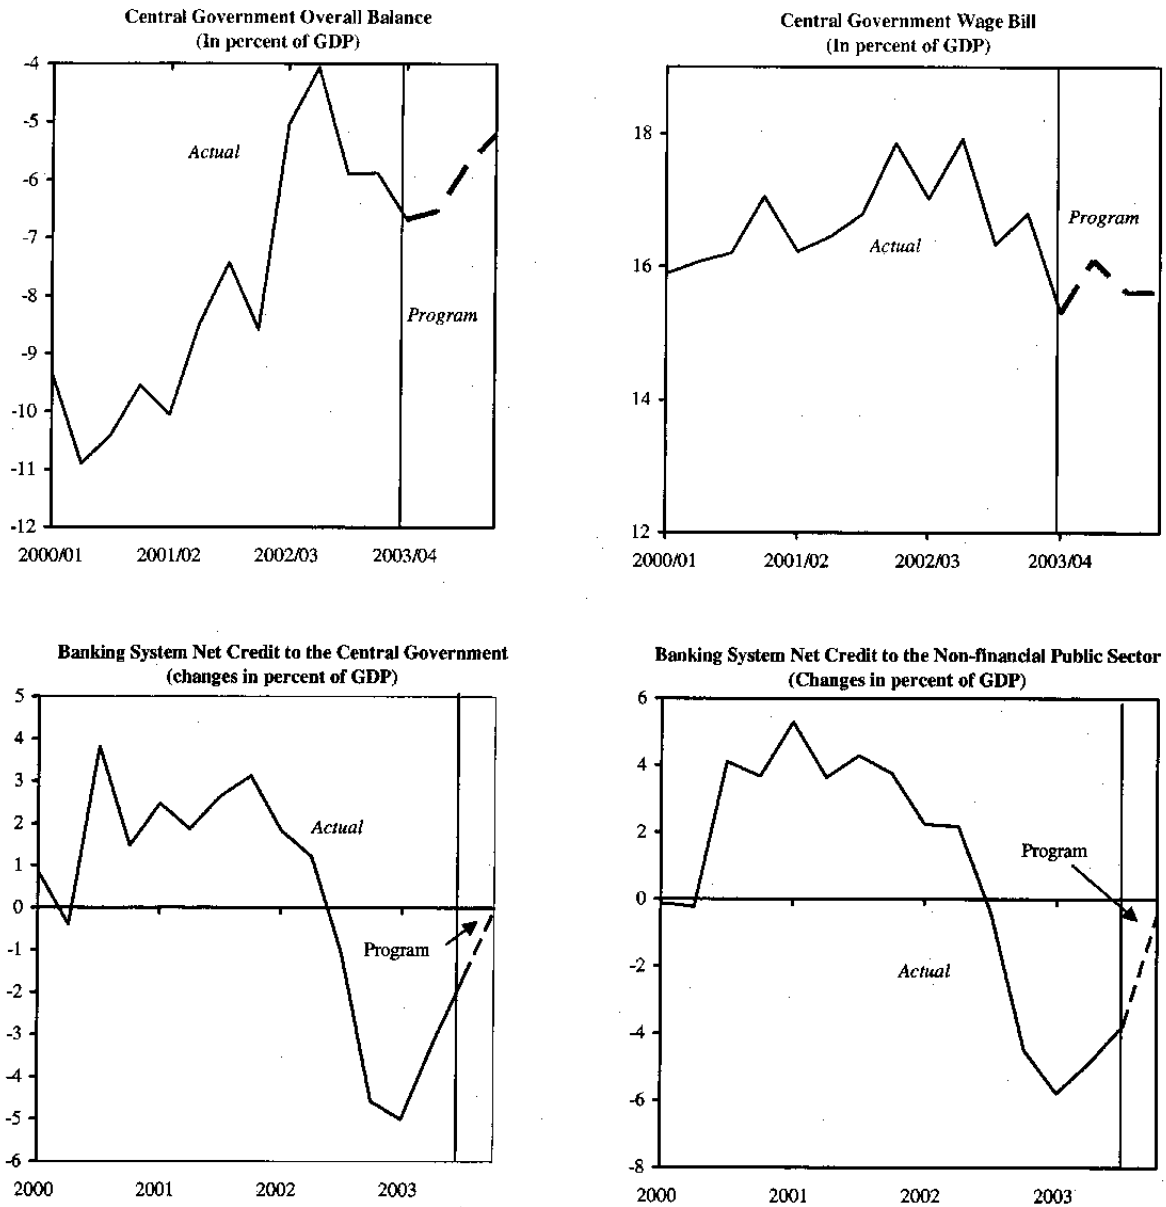 Central Government Overall Balance
(In percent of GDP)
-4
-5
-6
-7
-8
-9
-10
-11
-12
Actual
Program
2000/01 2001/02 2002/03 2003/04
Central Government Wage Bill
(In percent of GDP)
18
16
14
12
Actual
Program
2000/01 2001/02 2002/03 2003/04
Banking System Net Credit to the Central Government
(changes in percent of GDP)
5
4
3
2
1
0
-1
-2
-3
-4
-5
-6
Actual
Program
2000 2001 2002 2003
Banking System Net Credit to the Non-financial Public Sector
(Changes in percent of GDP)
6
4
2
0
-2
-4
-6
-8
Program
Actual
2000 2001 2002 2003